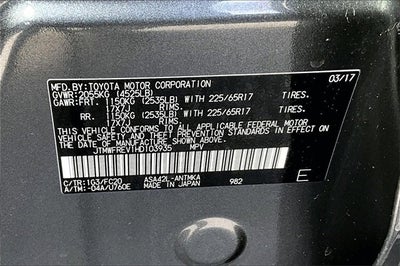 MFD.BY:TOYOTA MOTOR CORPORATION 03/17
GVWR:2055KG (4525LB)
GAWR:FRT. 1150KG (2535LB) WITH 225/65R17 TIRES.
17X7J RIMS.
RR. 1150KG (2535LB) WITH 225/65R17 TIRES.
17X7J RIMS.
THIS VEHICLE CONFORMS TO ALL APPLICABLE
FEDERAL MOTOR VEHICLE SAFETY AND THEFT
PREVENTION STANDARDS IN EFFECT ON THE DATE
OF MANUFACTURE SHOWN ABOVE.
JTMWFREV1HD103935 MPV
C/TR:1G3/FC20 ASA42L-ANTMKA
A/TM:-04A/U760E MADE IN JAPAN 982 E